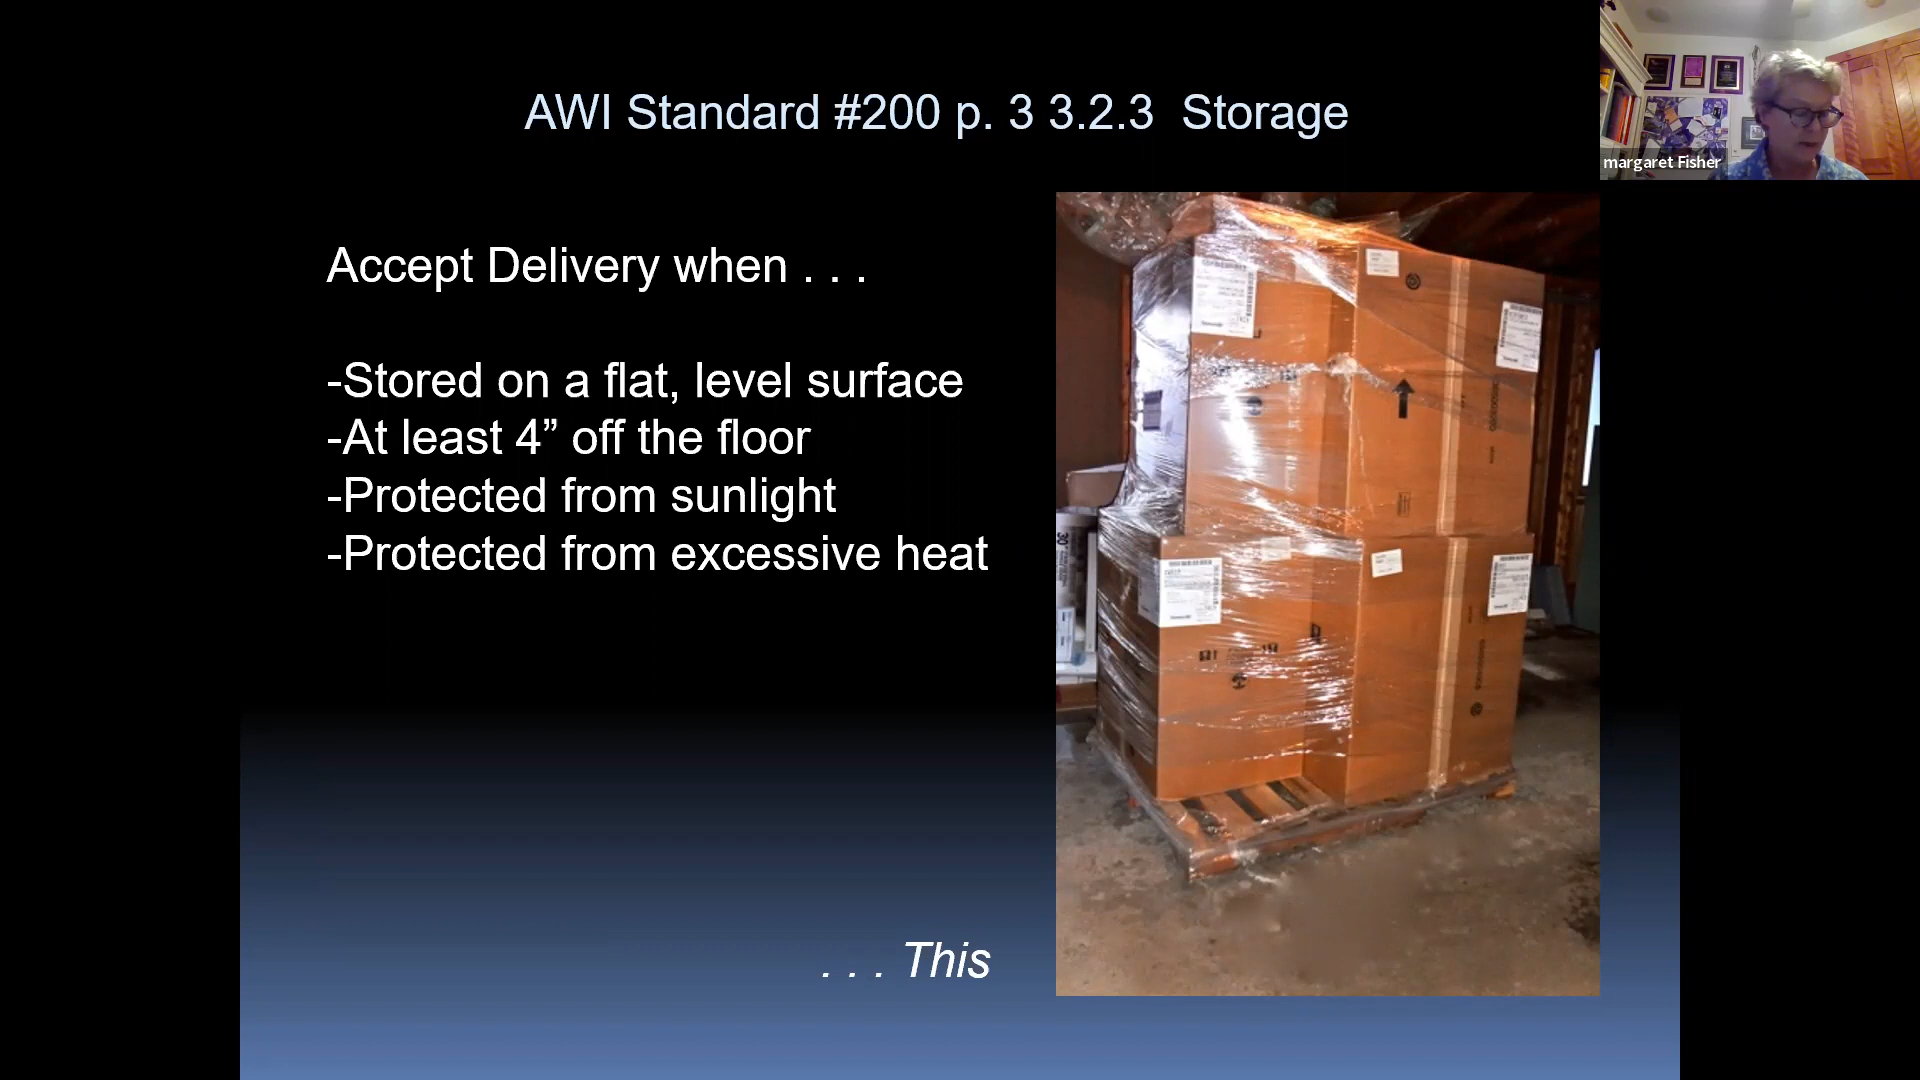 AWI Standard #200 p. 3 3.2.3 Storage
margaret Fisher
Accept Delivery when . . .
-Stored on a flat, level surface
-At least 4” off the floor
-Protected from sunlight
-Protected from excessive heat
. . . This
30"